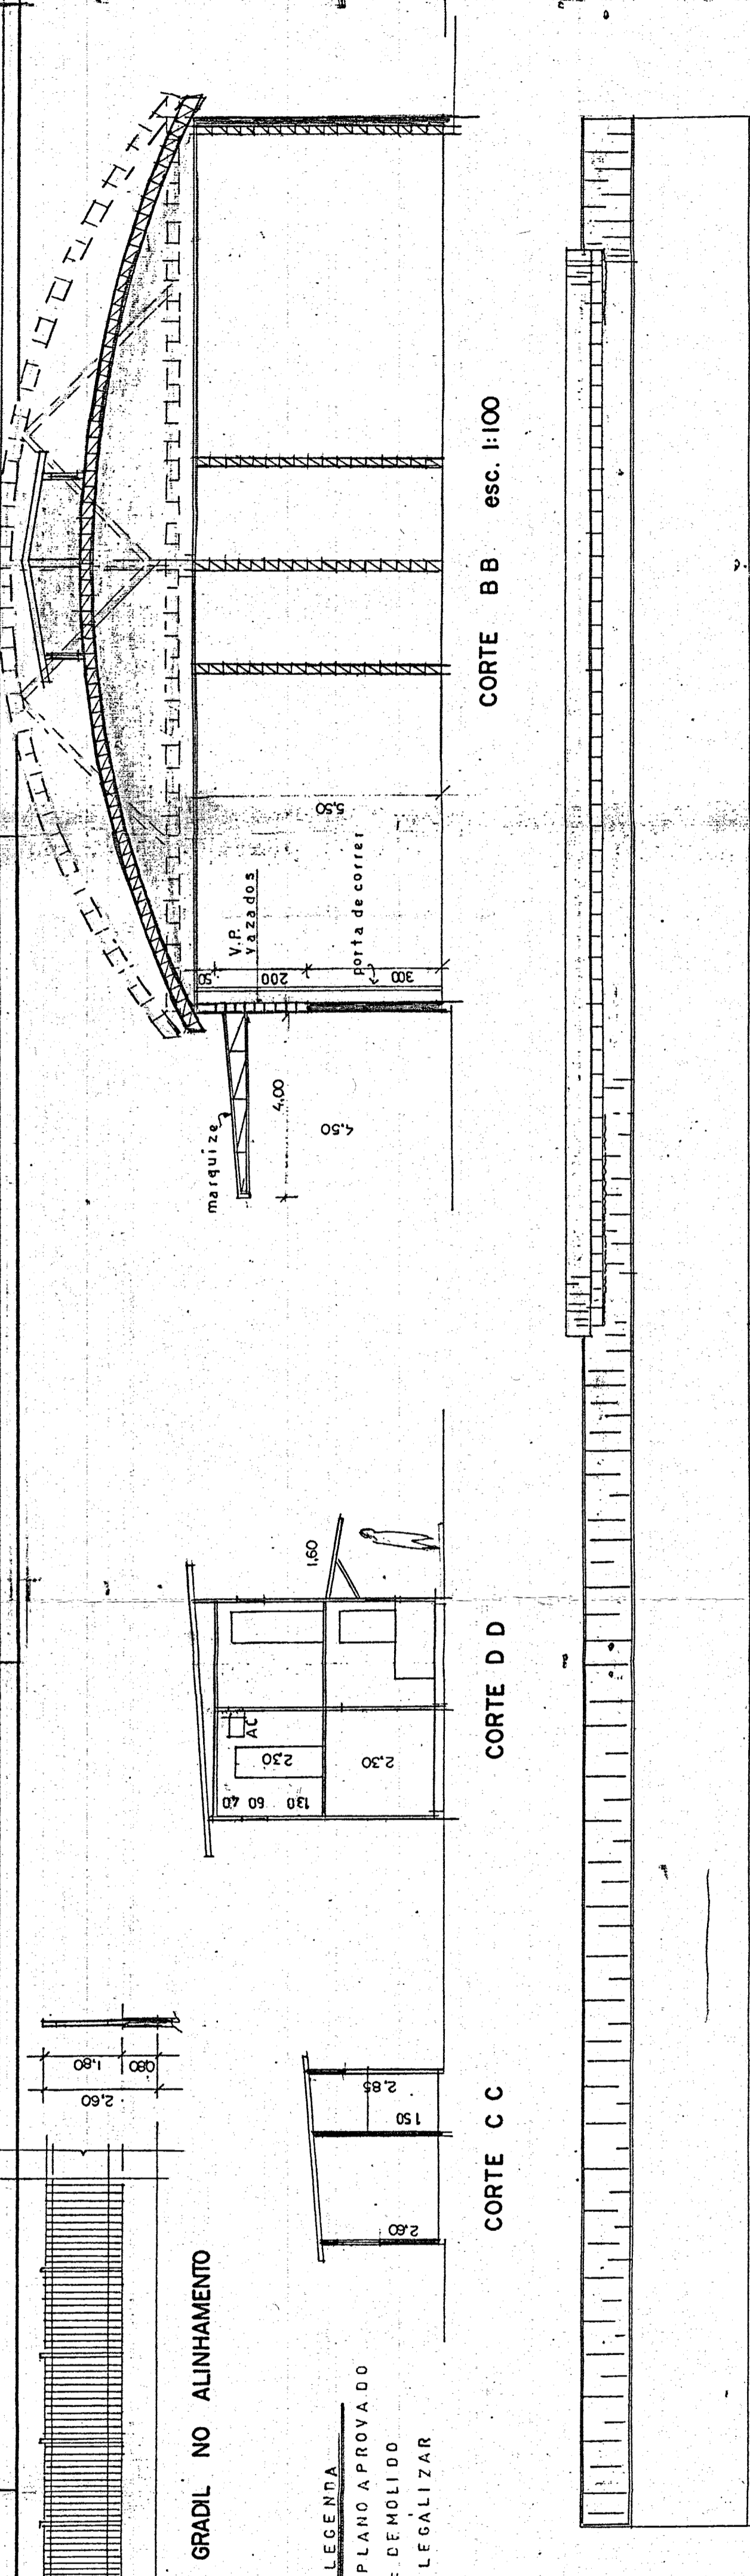 GRADIL NO ALINHAMENTO
1,80
0,80
2,60
LEGENDA
PLANO APROVADO
DEMOLIDO
LEGALIZAR
CORTE C C
2,60
150
2,85
CORTE D D
40 60 130
2,30
2,30
AC
1,60
CORTE BB esc. 1:100
marquize
4,00
4,50
V.P.
vazados
porta de correr
50
200
300
5,50